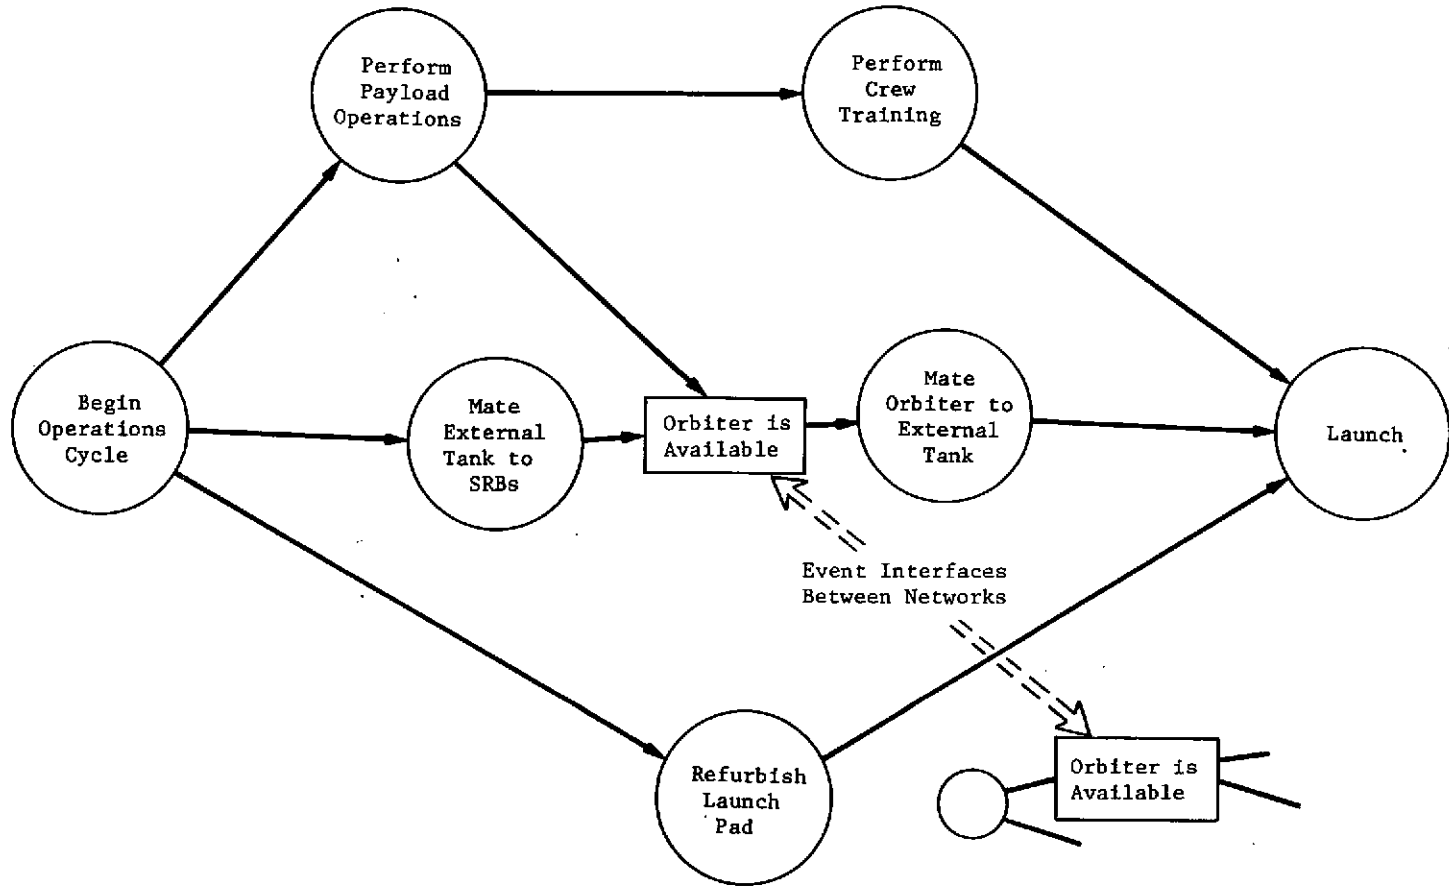 Perform
Payload
Operations
Perform
Crew
Training
Begin
Operations
Cycle
Mate
External
Tank to
SRBs
Orbiter is
Available
Mate
Orbiter to
External
Tank
Launch
Event Interfaces
Between Networks
Refurbish
Launch
Pad
Orbiter is
Available